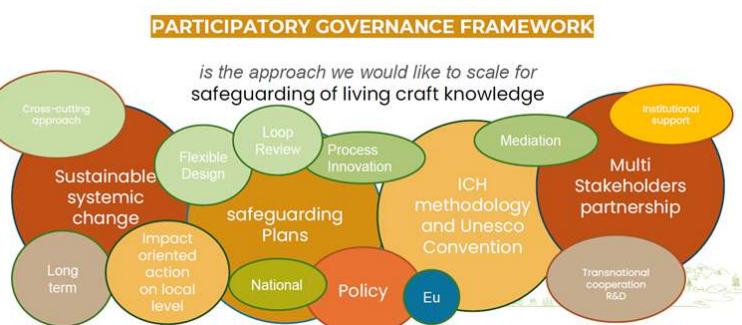 PARTICIPATORY GOVERNANCE FRAMEWORK
is the approach we would like to scale for
safeguarding of living craft knowledge
Cross-cutting
approach
Sustainable
systemic
change
Long
term
Impact
oriented
action
on local
level
Flexible
Design
Loop
Review
Process
Innovation
safeguarding
Plans
National
Policy
Eu
ICH
methodology
and Unesco
Convention
Mediation
Institutional
support
Multi
Stakeholders
partnership
Transnational
cooperation
R&D